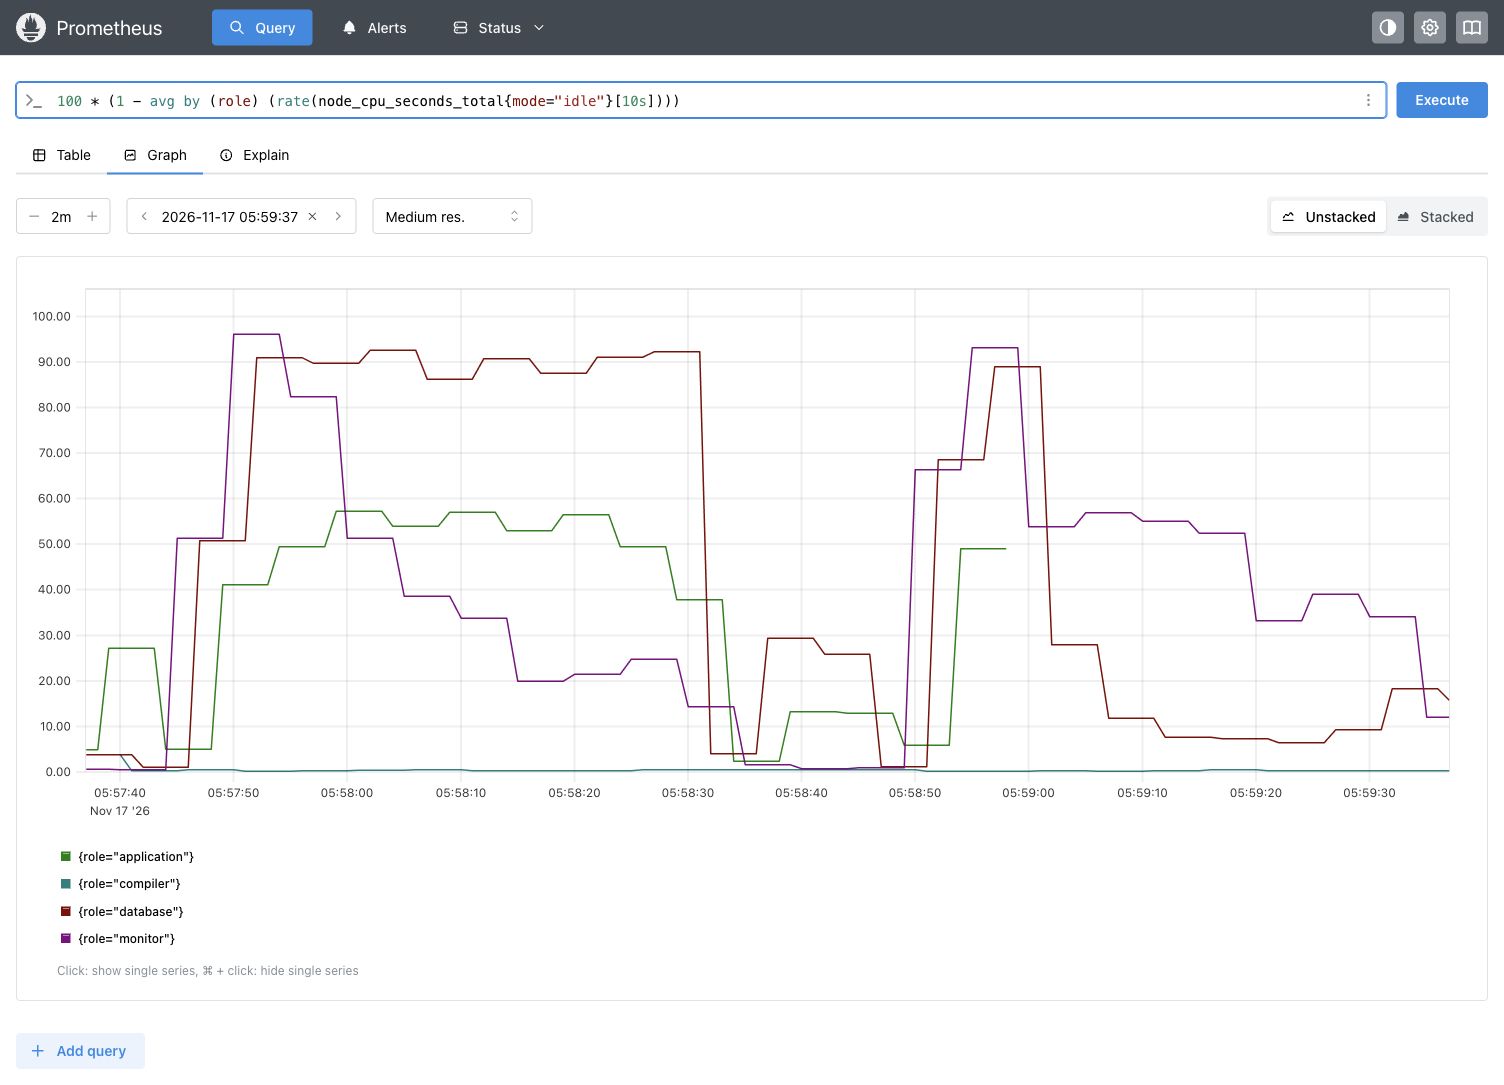 Prometheus Query Alerts Status
100 * (1 - avg by (role) (rate(node_cpu_seconds_total{mode="idle"}[10s]))) Execute
Table Graph Explain
2m 2026-11-17 05:59:37 Medium res. Unstacked Stacked
100.00
90.00
80.00
70.00
60.00
50.00
40.00
30.00
20.00
10.00
0.00
05:57:40 05:57:50 05:58:00 05:58:10 05:58:20 05:58:30 05:58:40 05:58:50 05:59:00 05:59:10 05:59:20 05:59:30
Nov 17 '26
{role="application"}
{role="compiler"}
{role="database"}
{role="monitor"}
Click: show single series, ⌘ + click: hide single series
Add query